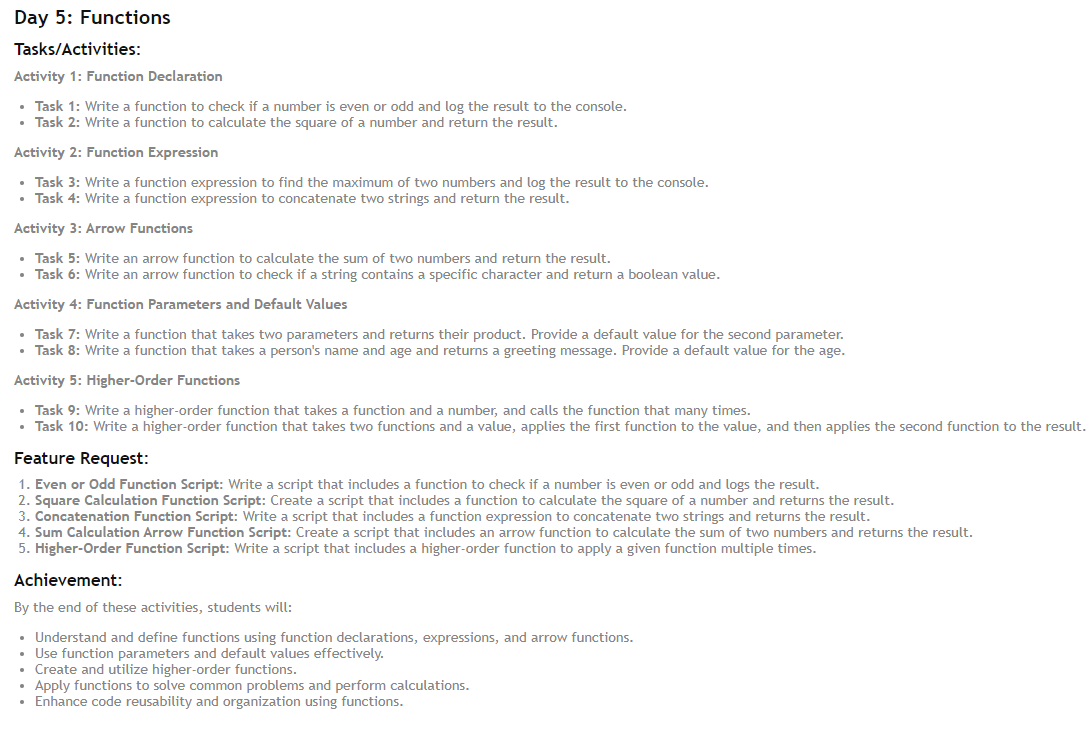 Day 5: Functions
Tasks/Activities:
Activity 1: Function Declaration
• Task 1: Write a function to check if a number is even or odd and log the result to the console.
• Task 2: Write a function to calculate the square of a number and return the result.
Activity 2: Function Expression
• Task 3: Write a function expression to find the maximum of two numbers and log the result to the console.
• Task 4: Write a function expression to concatenate two strings and return the result.
Activity 3: Arrow Functions
• Task 5: Write an arrow function to calculate the sum of two numbers and return the result.
• Task 6: Write an arrow function to check if a string contains a specific character and return a boolean value.
Activity 4: Function Parameters and Default Values
• Task 7: Write a function that takes two parameters and returns their product. Provide a default value for the second parameter.
• Task 8: Write a function that takes a person's name and age and returns a greeting message. Provide a default value for the age.
Activity 5: Higher-Order Functions
• Task 9: Write a higher-order function that takes a function and a number, and calls the function that many times.
• Task 10: Write a higher-order function that takes two functions and a value, applies the first function to the value, and then applies the second function to the result.
Feature Request:
1. Even or Odd Function Script: Write a script that includes a function to check if a number is even or odd and logs the result.
2. Square Calculation Function Script: Create a script that includes a function to calculate the square of a number and returns the result.
3. Concatenation Function Script: Write a script that includes a function expression to concatenate two strings and returns the result.
4. Sum Calculation Arrow Function Script: Create a script that includes an arrow function to calculate the sum of two numbers and returns the result.
5. Higher-Order Function Script: Write a script that includes a higher-order function to apply a given function multiple times.
Achievement:
By the end of these activities, students will:
• Understand and define functions using function declarations, expressions, and arrow functions.
• Use function parameters and default values effectively.
• Create and utilize higher-order functions.
• Apply functions to solve common problems and perform calculations.
• Enhance code reusability and organization using functions.